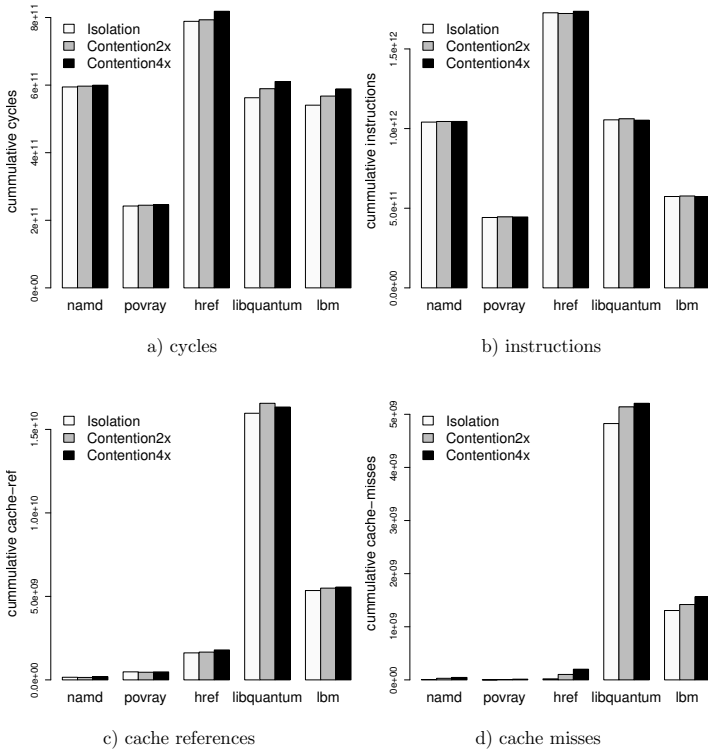 cummulative cycles
0e+00 2e+11 4e+11 6e+11 8e+11
Isolation
Contention2x
Contention4x
namd povray href libquantum lbm
a) cycles
cummulative instructions
0.0e+00 5.0e+11 1.0e+12 1.5e+12
Isolation
Contention2x
Contention4x
namd povray href libquantum lbm
b) instructions
cummulative cache-ref
0.0e+00 5.0e+09 1.0e+10 1.5e+10
Isolation
Contention2x
Contention4x
namd povray href libquantum lbm
c) cache references
cummulative cache-misses
0e+00 1e+09 2e+09 3e+09 4e+09 5e+09
Isolation
Contention2x
Contention4x
namd povray href libquantum lbm
d) cache misses